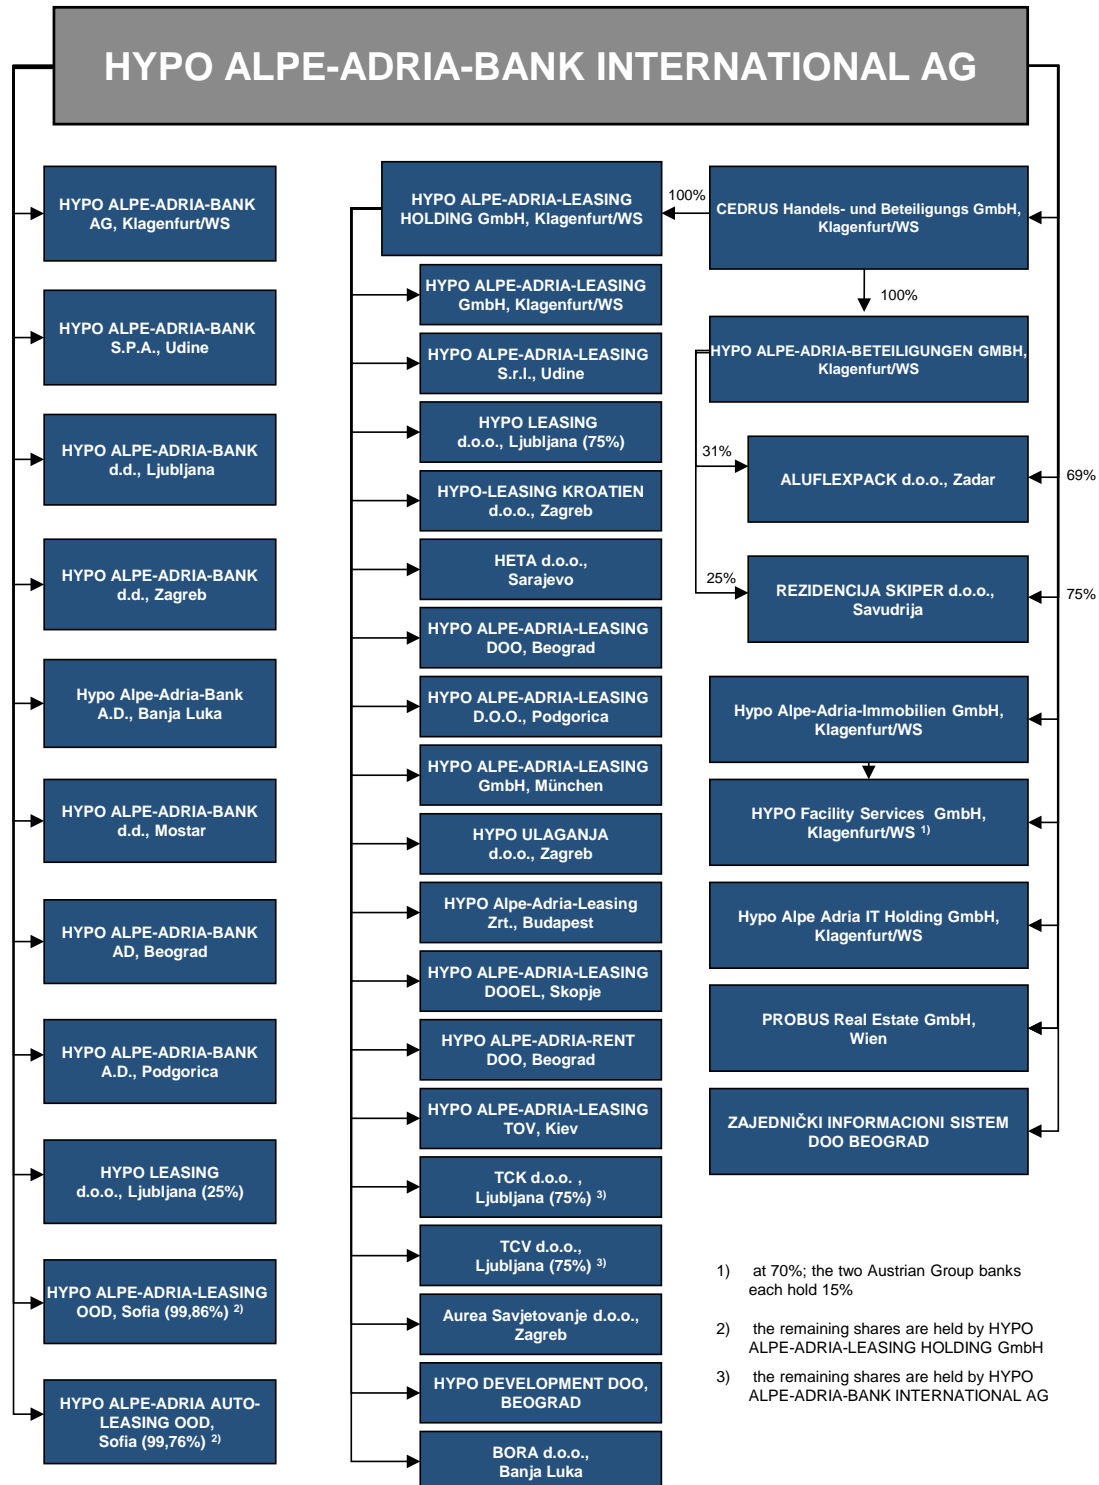 HYPO ALPE-ADRIA-BANK INTERNATIONAL AG
HYPO ALPE-ADRIA-BANK
AG, Klagenfurt/WS
HYPO ALPE-ADRIA-BANK
S.P.A., Udine
HYPO ALPE-ADRIA-BANK
d.d., Ljubljana
HYPO ALPE-ADRIA-BANK
d.d., Zagreb
Hypo Alpe-Adria-Bank
A.D., Banja Luka
HYPO ALPE-ADRIA-BANK
d.d., Mostar
HYPO ALPE-ADRIA-BANK
AD, Beograd
HYPO ALPE-ADRIA-BANK
A.D., Podgorica
HYPO LEASING
d.o.o., Ljubljana (25%)
HYPO ALPE-ADRIA-LEASING
OOD, Sofia (99,86%) 2)
HYPO ALPE-ADRIA AUTO-
LEASING OOD,
Sofia (99,76%) 2)
HYPO ALPE-ADRIA-LEASING
HOLDING GmbH, Klagenfurt/WS
HYPO ALPE-ADRIA-LEASING
GmbH, Klagenfurt/WS
HYPO ALPE-ADRIA-LEASING
S.r.l., Udine
HYPO LEASING
d.o.o., Ljubljana (75%)
HYPO-LEASING KROATIEN
d.o.o., Zagreb
HETA d.o.o.,
Sarajevo
HYPO ALPE-ADRIA-LEASING
DOO, Beograd
HYPO ALPE-ADRIA-LEASING
D.O.O., Podgorica
HYPO ALPE-ADRIA-LEASING
GmbH, München
HYPO ULAGANJA
d.o.o., Zagreb
HYPO Alpe-Adria-Leasing
Zrt., Budapest
HYPO ALPE-ADRIA-LEASING
DOOEL, Skopje
HYPO ALPE-ADRIA-RENT
DOO, Beograd
HYPO ALPE-ADRIA-LEASING
TOV, Kiev
TCK d.o.o. ,
Ljubljana (75%) 3)
TCV d.o.o.,
Ljubljana (75%) 3)
Aurea Savjetovanje d.o.o.,
Zagreb
HYPO DEVELOPMENT DOO,
BEOGRAD
BORA d.o.o.,
Banja Luka
100%
CEDRUS Handels- und Beteiligungs GmbH,
Klagenfurt/WS
100%
HYPO ALPE-ADRIA-BETEILIGUNGEN GMBH,
Klagenfurt/WS
31%
ALUFLEXPACK d.o.o., Zadar
69%
25%
REZIDENCIJA SKIPER d.o.o.,
Savudrija
75%
Hypo Alpe-Adria-Immobilien GmbH,
Klagenfurt/WS
HYPO Facility Services GmbH,
Klagenfurt/WS 1)
Hypo Alpe Adria IT Holding GmbH,
Klagenfurt/WS
PROBUS Real Estate GmbH,
Wien
ZAJEDNIČKI INFORMACIONI SISTEM
DOO BEOGRAD
1) at 70%; the two Austrian Group banks
each hold 15%
2) the remaining shares are held by HYPO
ALPE-ADRIA-LEASING HOLDING GmbH
3) the remaining shares are held by HYPO
ALPE-ADRIA-BANK INTERNATIONAL AG